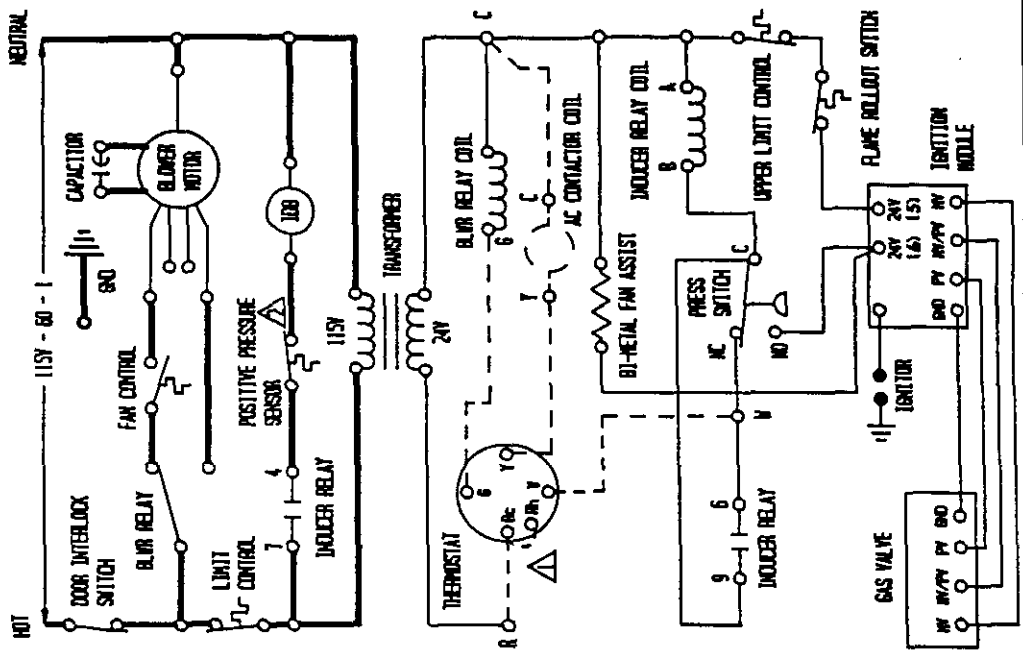 HOT
115V - 60 - 1
NEUTRAL
DOOR INTERLOCK
SWITCH
BLWR RELAY
FAN CONTROL
GND
CAPACITOR
BLOWER
MOTOR
LIMIT
CONTROL
7
4
INDUCER RELAY
POSITIVE PRESSURE
SENSOR
2
IDB
115V
TRANSFORMER
24V
THERMOSTAT
R
Rc
Rh
G
Y
W
1
G
BLWR RELAY COIL
C
Y
C
AC CONTACTOR COIL
BI-METAL FAN ASSIST
9
6
INDUCER RELAY
W
NC
NO
C
PRESS
SWITCH
B
A
INDUCER RELAY COIL
UPPER LIMIT CONTROL
FLAME ROLLOUT SWITCH
IGNITOR
24V
(6)
24V
(5)
GND
PV
MV/PV
MV
IGNITION
MODULE
GAS VALVE
MV
MV/PV
PV
GND